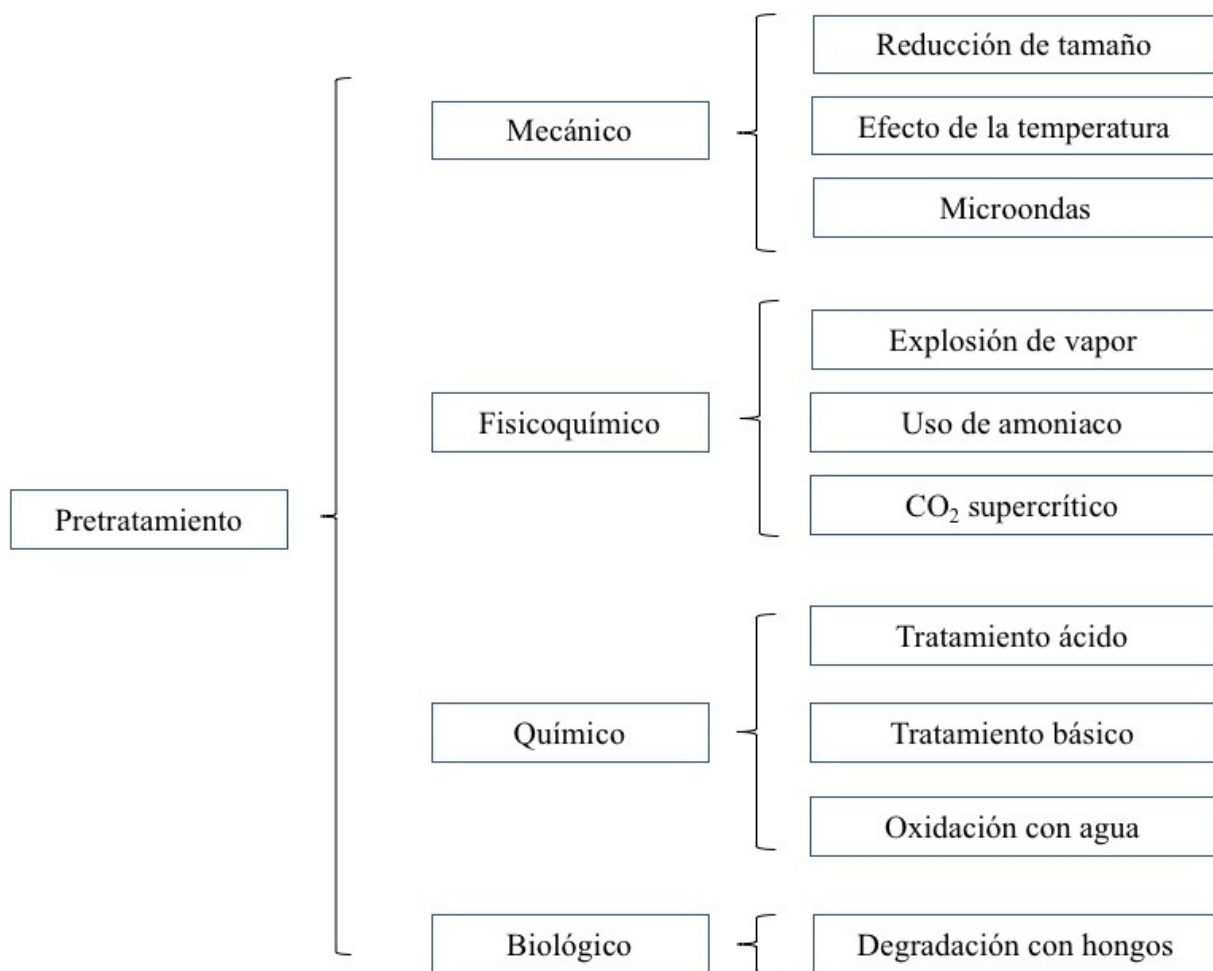 Pretratamiento
Mecánico
Reducción de tamaño
Efecto de la temperatura
Microondas
Fisicoquímico
Explosión de vapor
Uso de amoniaco
CO₂ supercrítico
Químico
Tratamiento ácido
Tratamiento básico
Oxidación con agua
Biológico
Degradación con hongos